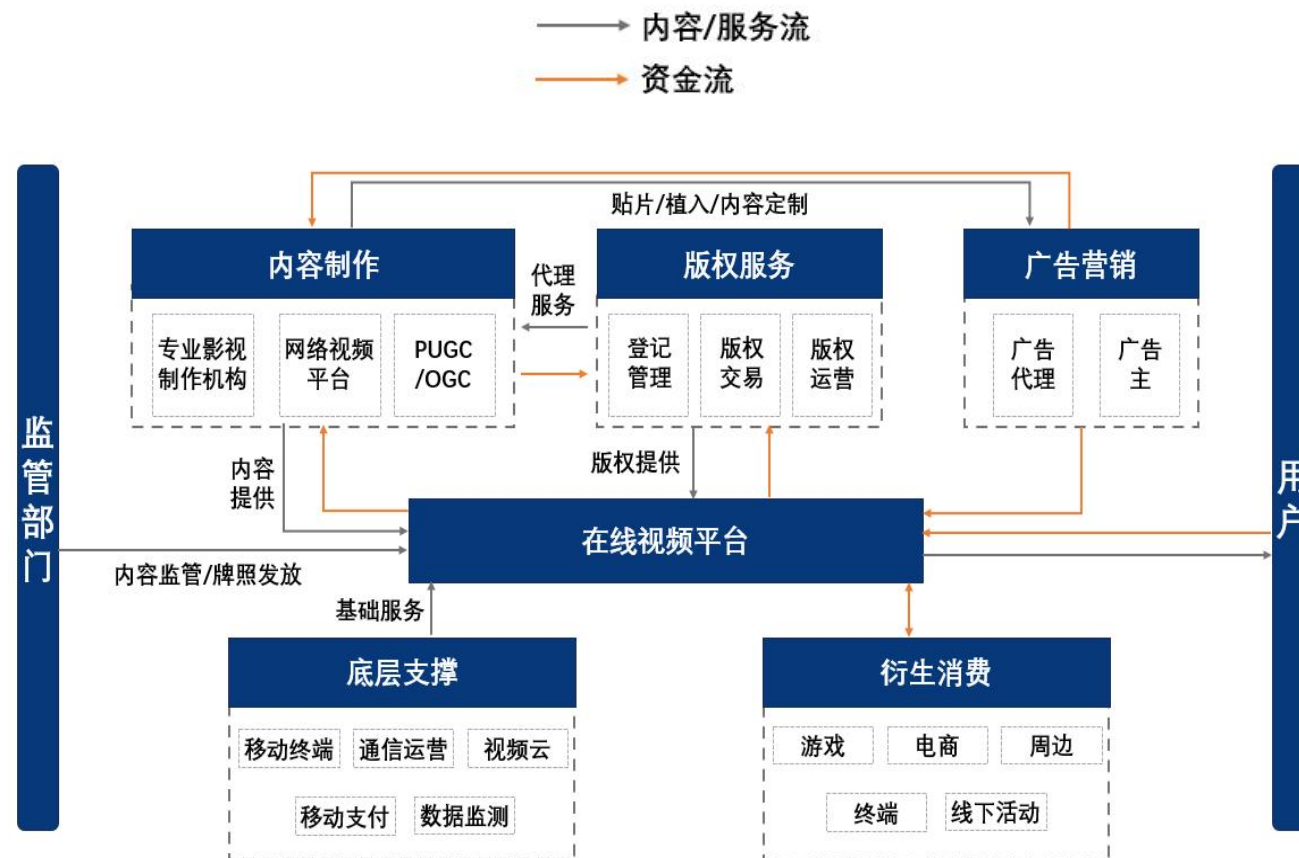 内容/服务流
资金流
贴片/植入/内容定制
内容制作
专业影视
制作机构
网络视频
平台
PUGC
/OGC
代理
服务
版权服务
登记
管理
版权
交易
版权
运营
广告营销
广告
代理
广告
主
监
管
部
门
用
户
内容
提供
版权提供
在线视频平台
内容监管/牌照发放
基础服务
底层支撑
移动终端
通信运营
视频云
移动支付
数据监测
衍生消费
游戏
电商
周边
终端
线下活动